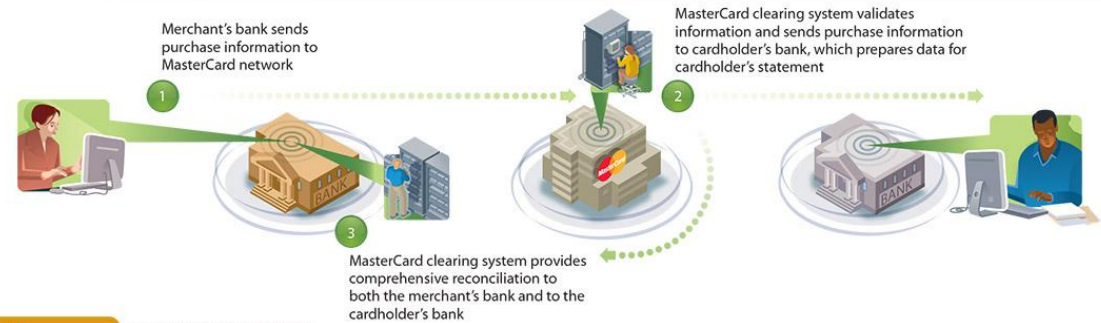 Merchant's bank sends
purchase information to
MasterCard network
1
MasterCard clearing system validates
information and sends purchase information
to cardholder's bank, which prepares data for
cardholder's statement
2
BANK
MasterCard
BANK
3
MasterCard clearing system provides
comprehensive reconciliation to
both the merchant's bank and to the
cardholder's bank